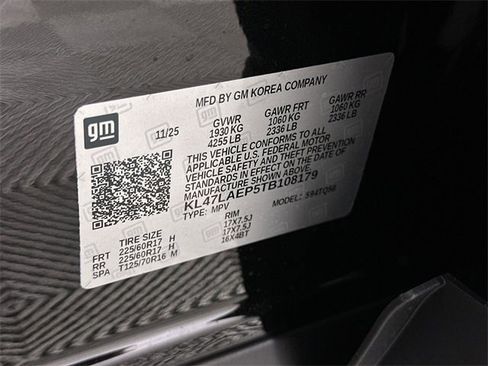 MFD BY GM KOREA COMPANY
gm
11/25
GVWR GAWR FRT GAWR RR
1930 KG 1060 KG 1060 KG
4255 LB 2336 LB 2336 LB
THIS VEHICLE CONFORMS TO ALL
APPLICABLE U.S. FEDERAL MOTOR
VEHICLE SAFETY AND THEFT PREVENTION
STANDARDS IN EFFECT ON THE DATE OF
MANUFACTURE SHOWN ABOVE.
KL47LAEP5TB108179
TYPE: MPV MODEL: S94TQ56
TIRE SIZE RIM
FRT 225/60R17 H 17X7.5J
RR 225/60R17 H 17X7.5J
SPA T125/70R16 M 16X4BT